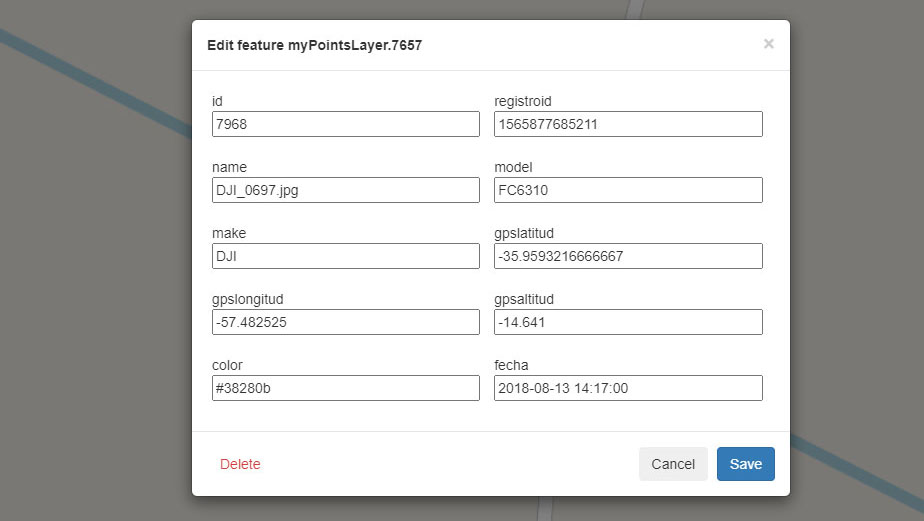 Edit feature myPointsLayer.7657
×
id
registroid
7968
1565877685211
name
model
DJI_0697.jpg
FC6310
make
gpslatitud
DJI
-35.9593216666667
gpslongitud
gpsaltitud
-57.482525
-14.641
color
fecha
#38280b
2018-08-13 14:17:00
Delete
Cancel
Save